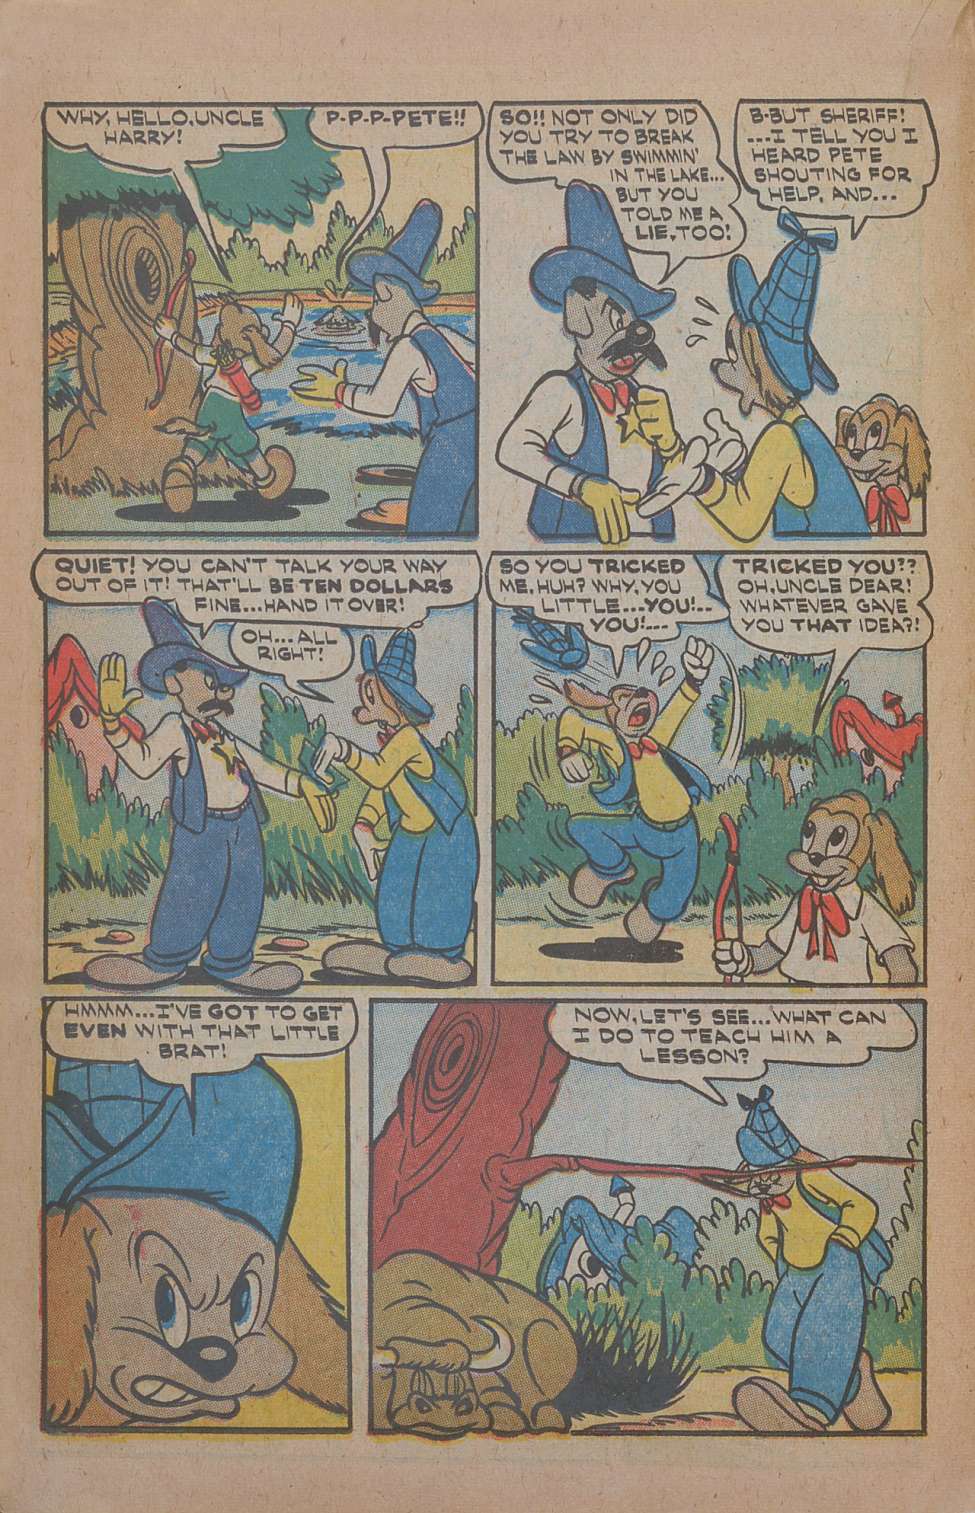 WHY, HELLO, UNCLE
HARRY!
P-P-P-PETE!!
SO!! NOT ONLY DID
YOU TRY TO BREAK
THE LAW BY SWIMMIN'
IN THE LAKE...
BUT YOU
TOLD ME A
LIE, TOO!
B-BUT SHERIFF!
...I TELL YOU I
HEARD PETE
SHOUTING FOR
HELP, AND...
QUIET! YOU CAN'T TALK YOUR WAY
OUT OF IT! THAT'LL BE TEN DOLLARS
FINE...HAND IT OVER!
OH...ALL
RIGHT!
SO YOU TRICKED
ME, HUH? WHY, YOU
LITTLE...YOU!..
YOU!...
TRICKED YOU??
OH, UNCLE DEAR!
WHATEVER GAVE
YOU THAT IDEA?!
HMMM...I'VE GOT TO GET
EVEN WITH THAT LITTLE
BRAT!
NOW, LET'S SEE...WHAT CAN
I DO TO TEACH HIM A
LESSON?